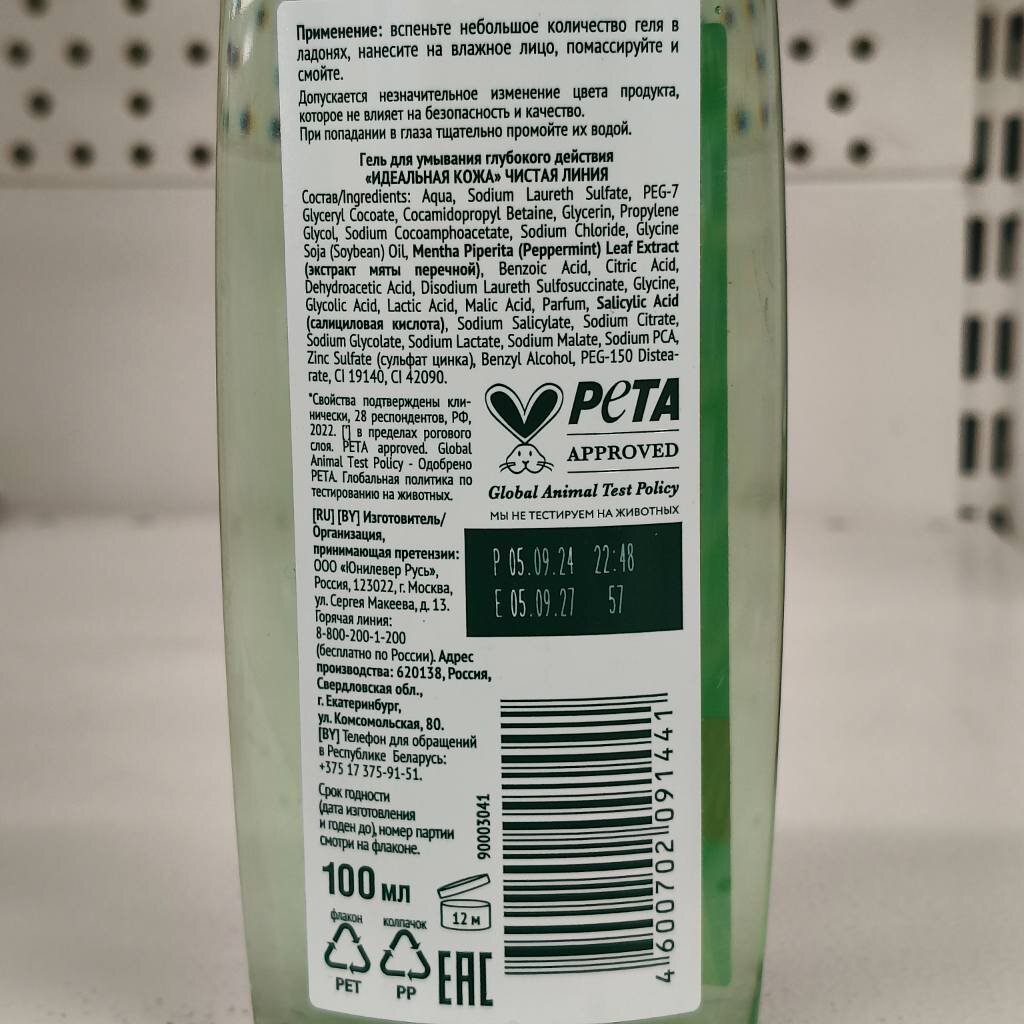 Применение: вспеньте небольшое количество геля в
ладонях, нанесите на влажное лицо, помассируйте и
смойте.
Допускается незначительное изменение цвета продукта,
которое не влияет на безопасность и качество.
При попадании в глаза тщательно промойте их водой.
Гель для умывания глубокого действия
«ИДЕАЛЬНАЯ КОЖА» ЧИСТАЯ ЛИНИЯ
Состав/Ingredients: Aqua, Sodium Laureth Sulfate, PEG-7
Glyceryl Cocoate, Cocamidopropyl Betaine, Glycerin, Propylene
Glycol, Sodium Cocoamphoacetate, Sodium Chloride, Glycine
Soja (Soybean) Oil, Mentha Piperita (Peppermint) Leaf Extract
(экстракт мяты перечной), Benzoic Acid, Citric Acid,
Dehydroacetic Acid, Disodium Laureth Sulfosuccinate, Glycine,
Glycolic Acid, Lactic Acid, Malic Acid, Parfum, Salicylic Acid
(салициловая кислота), Sodium Salicylate, Sodium Citrate,
Sodium Glycolate, Sodium Lactate, Sodium Malate, Sodium PCA,
Zinc Sulfate (сульфат цинка), Benzyl Alcohol, PEG-150 Distea-
rate, CI 19140, CI 42090.
*Свойства подтверждены кли-
нически, 28 респондентов, РФ,
2022. [*] в пределах рогового
слоя. PETA approved. Global
Animal Test Policy - Одобрено
PETA. Глобальная политика по
тестированию на животных.
PETA
APPROVED
Global Animal Test Policy
МЫ НЕ ТЕСТИРУЕМ НА ЖИВОТНЫХ
[RU] [BY] Изготовитель/
Организация,
принимающая претензии:
ООО «Юнилевер Русь»,
Россия, 123022, г. Москва,
ул. Сергея Макеева, д. 13.
Горячая линия:
8-800-200-1-200
(бесплатно по России). Адрес
производства: 620138, Россия,
Свердловская обл.,
г. Екатеринбург,
ул. Комсомольская, 80.
[BY] Телефон для обращений
в Республике Беларусь:
+375 17 375-91-51.
Срок годности
(дата изготовления
и годен до), номер партии
смотри на флаконе.
P 05.09.24 22:48
E 05.09.27 57
90003041
4600702091441
100 мл
12 м
флакон
колпачок
PET
PP
EAC